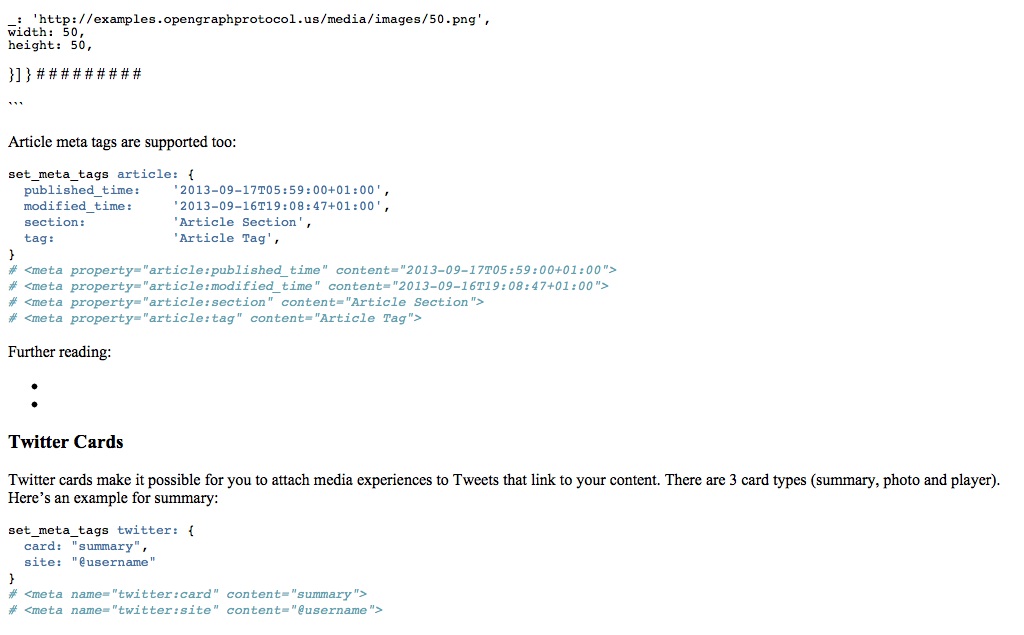 _: 'http://examples.opengraphprotocol.us/media/images/50.png',
width: 50,
height: 50,
}] } # # # # # # # # #
```
Article meta tags are supported too:
set_meta_tags article: {
  published_time:    '2013-09-17T05:59:00+01:00',
  modified_time:     '2013-09-16T19:08:47+01:00',
  section:           'Article Section',
  tag:               'Article Tag',
}
# <meta property="article:published_time" content="2013-09-17T05:59:00+01:00">
# <meta property="article:modified_time" content="2013-09-16T19:08:47+01:00">
# <meta property="article:section" content="Article Section">
# <meta property="article:tag" content="Article Tag">
Further reading:
•
•
Twitter Cards
Twitter cards make it possible for you to attach media experiences to Tweets that link to your content. There are 3 card types (summary, photo and player).
Here’s an example for summary:
set_meta_tags twitter: {
  card: "summary",
  site: "@username"
}
# <meta name="twitter:card" content="summary">
# <meta name="twitter:site" content="@username">